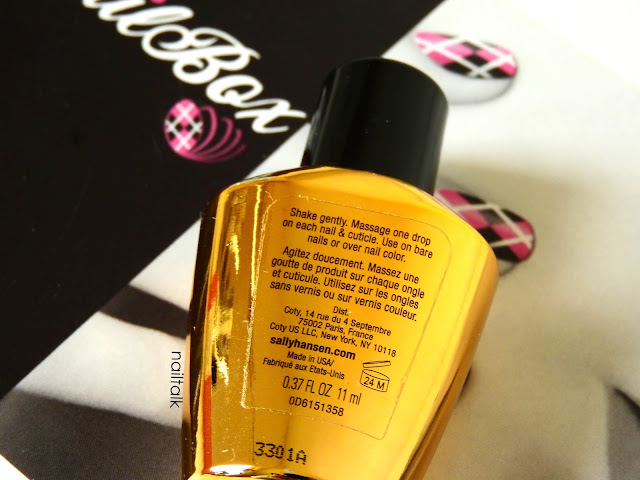 Box
Shake gently. Massage one drop
on each nail & cuticle. Use on bare
nails or over nail color.
Agitez doucement. Massez une
goutte de produit sur chaque ongle
et cuticule. Utilisez sur les ongles
sans vernis ou sur vernis couleur.
Dist.
Coty, 14 rue du 4 Septembre
75002 Paris, France
Coty US LLC, New York, NY 10118
sallyhansen.com
Made in USA/
Fabriqué aux Etats-Unis
24 M
0.37 FL OZ 11 ml
0D6151358
3301A
nailtalk